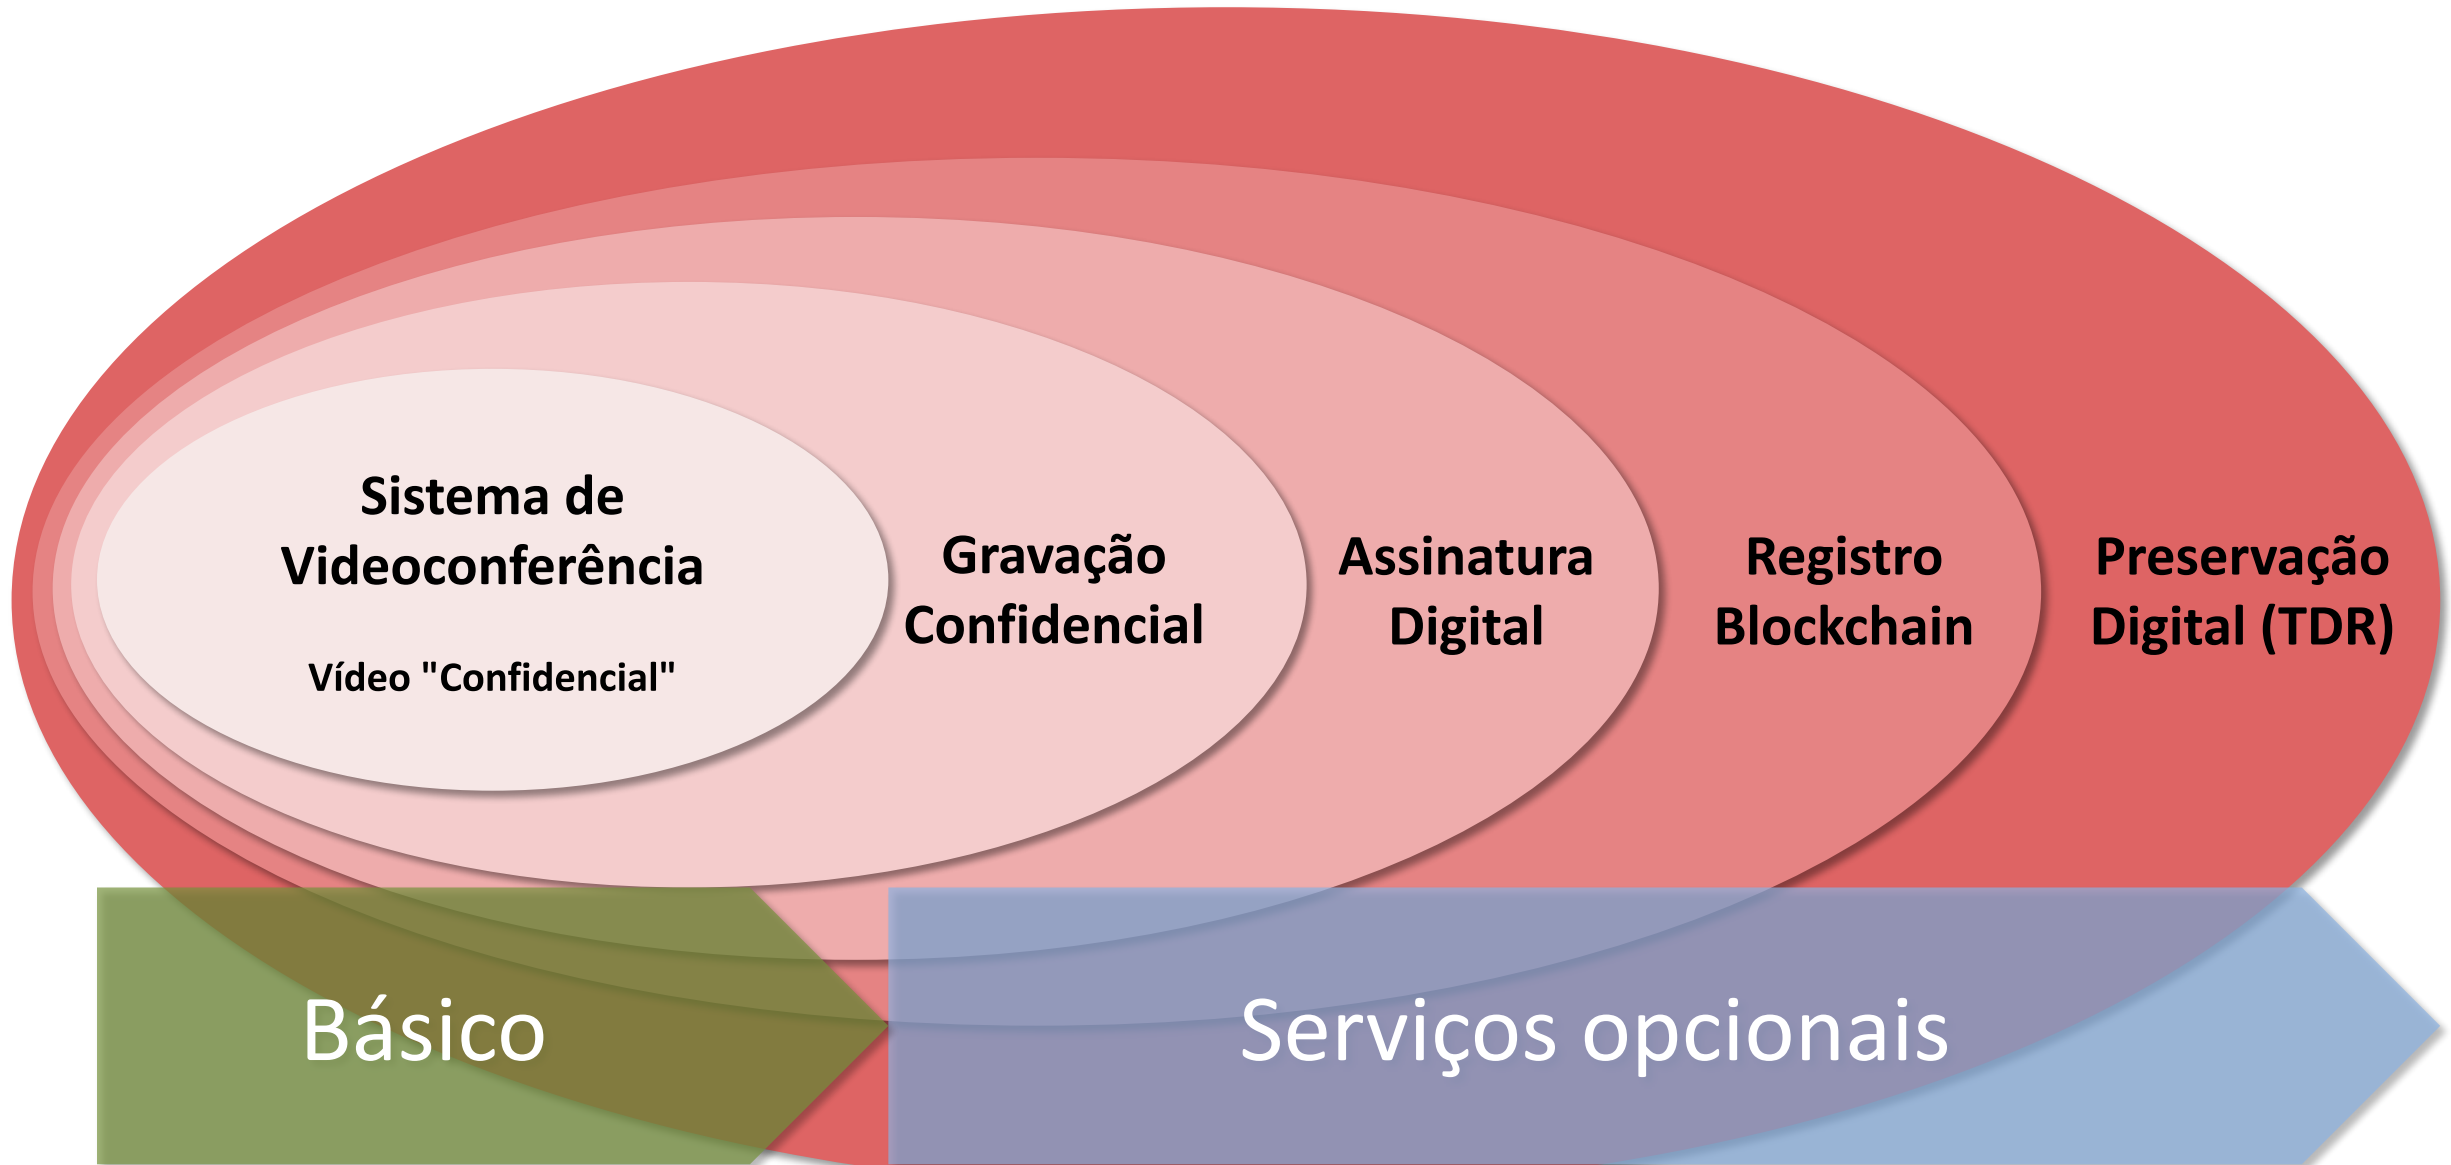 Sistema de
Videoconferência
Vídeo "Confidencial"
Gravação
Confidencial
Assinatura
Digital
Registro
Blockchain
Preservação
Digital (TDR)
Básico
Serviços opcionais